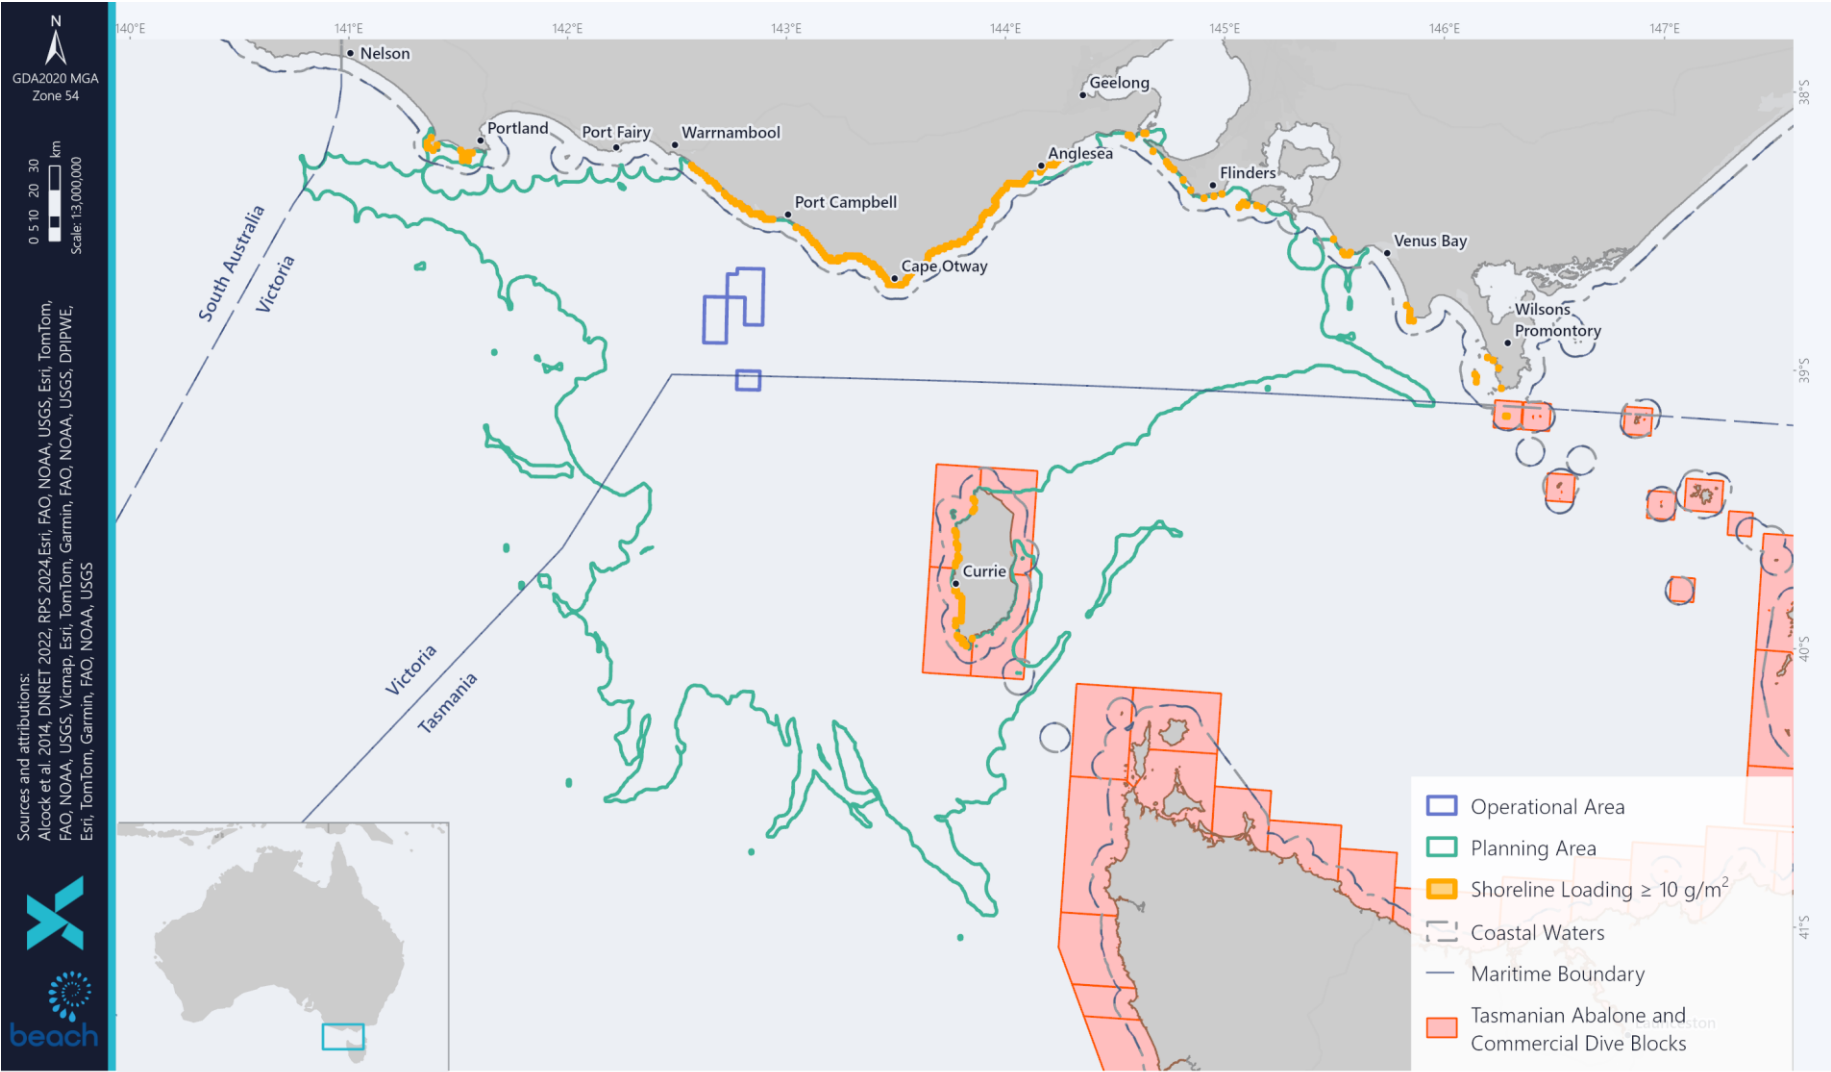 140°E
141°E
142°E
143°E
144°E
145°E
146°E
147°E
38°S
39°S
40°S
41°S
N
GDA2020 MGA
Zone 54
0 5 10 20 30
km
Scale: 1:3,000,000
Sources and attributions:
Alcock et al. 2014, DNRET 2022, RPS 2024,Esri, FAO, NOAA, USGS, Esri, TomTom,
FAO, NOAA, USGS, Vicmap, Esri, TomTom, Garmin, FAO, NOAA, USGS, DPIPWE,
Esri, TomTom, Garmin, FAO, NOAA, USGS
beach
Nelson
Portland
Port Fairy
Warrnambool
Port Campbell
Cape Otway
Anglesea
Geelong
Flinders
Venus Bay
Wilsons
Promontory
South Australia
Victoria
Currie
Victoria
Tasmania
Operational Area
Planning Area
Shoreline Loading ≥ 10 g/m²
Coastal Waters
Maritime Boundary
Tasmanian Abalone and
Commercial Dive Blocks
Launceston